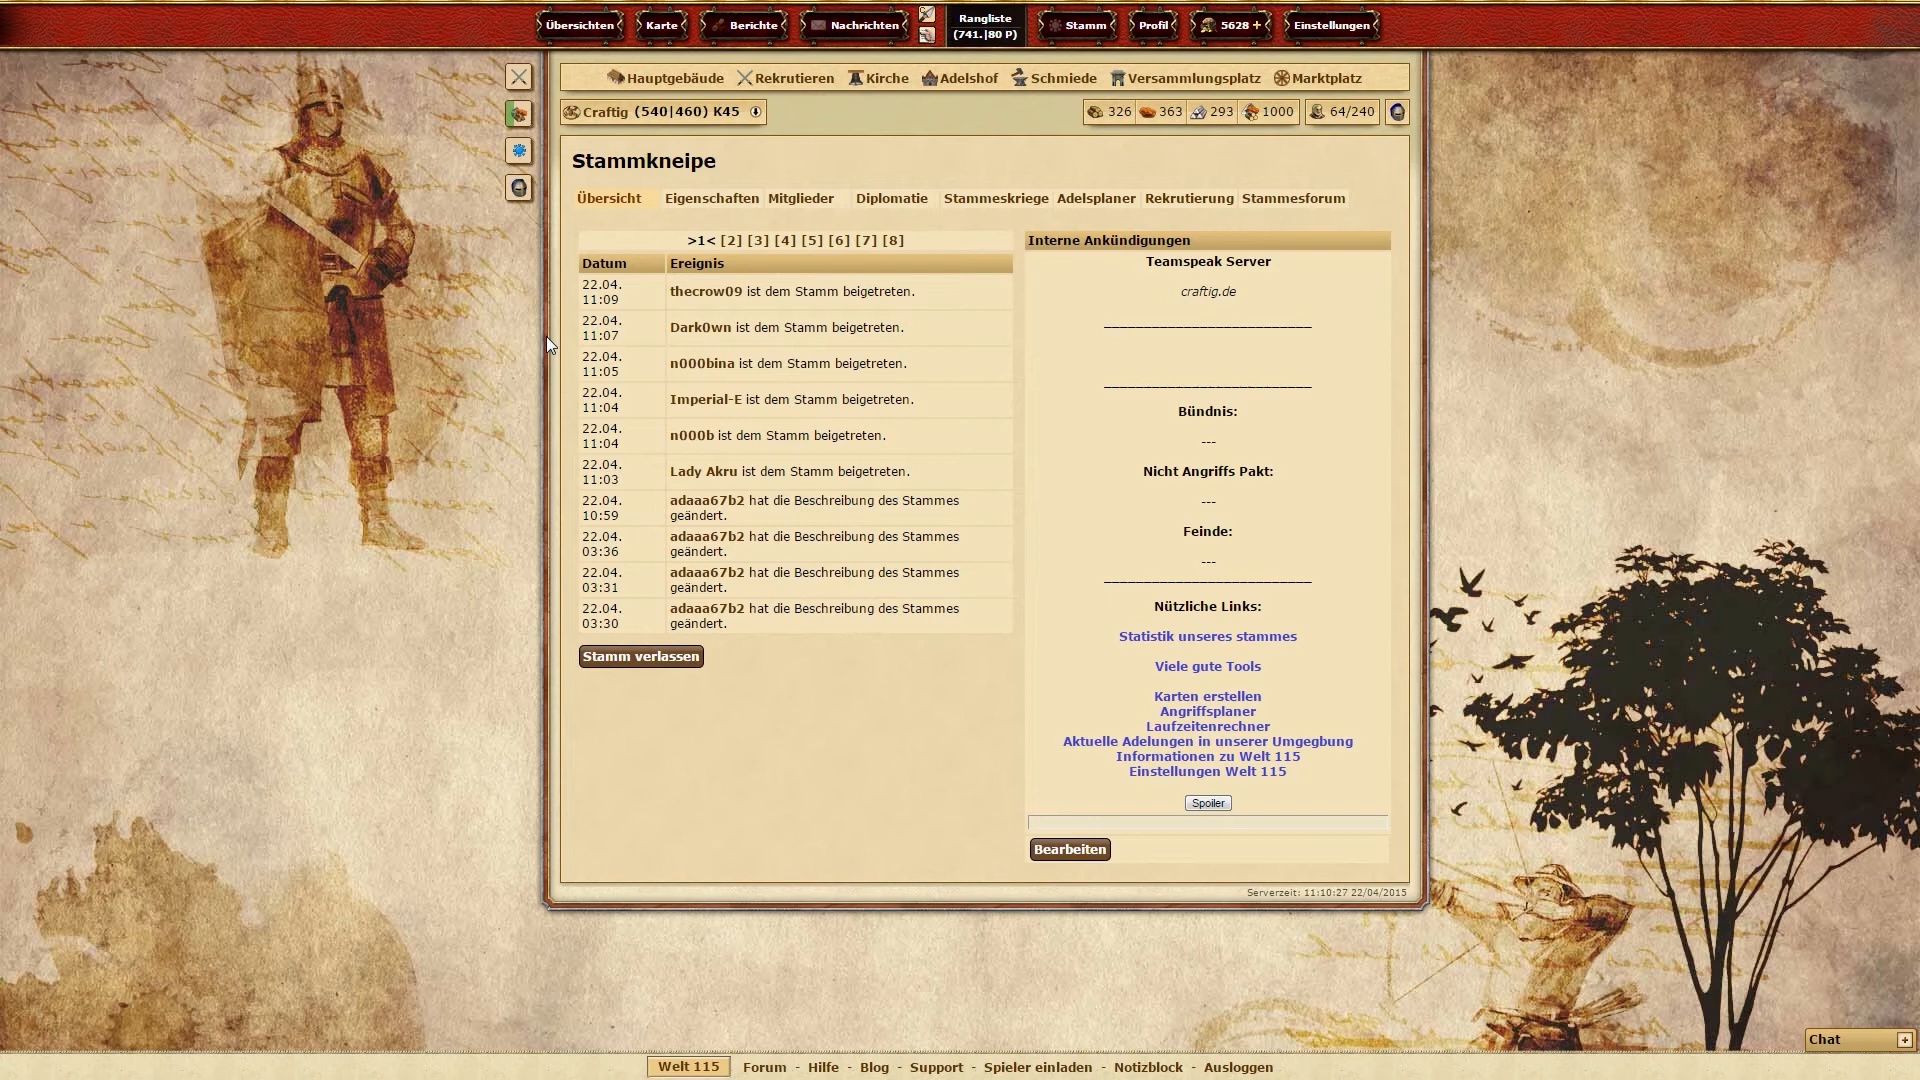 Übersichten Karte Berichte Nachrichten Rangliste (741.|80 P) Stamm Profil 5628 + Einstellungen
Hauptgebäude Rekrutieren Kirche Adelshof Schmiede Versammlungsplatz Marktplatz
Craftig (540|460) K45 326 363 293 1000 64/240
Stammkneipe
Übersicht Eigenschaften Mitglieder Diplomatie Stammeskriege Adelsplaner Rekrutierung Stammesforum
>1< [2] [3] [4] [5] [6] [7] [8]
Datum Ereignis
22.04. 11:09 thecrow09 ist dem Stamm beigetreten.
22.04. 11:07 Dark0wn ist dem Stamm beigetreten.
22.04. 11:05 n000bina ist dem Stamm beigetreten.
22.04. 11:04 Imperial-E ist dem Stamm beigetreten.
22.04. 11:04 n000b ist dem Stamm beigetreten.
22.04. 11:03 Lady Akru ist dem Stamm beigetreten.
22.04. 10:59 adaaa67b2 hat die Beschreibung des Stammes geändert.
22.04. 03:36 adaaa67b2 hat die Beschreibung des Stammes geändert.
22.04. 03:31 adaaa67b2 hat die Beschreibung des Stammes geändert.
22.04. 03:30 adaaa67b2 hat die Beschreibung des Stammes geändert.
Stamm verlassen
Interne Ankündigungen
Teamspeak Server
craftig.de
Bündnis:
---
Nicht Angriffs Pakt:
---
Feinde:
---
Nützliche Links:
Statistik unseres stammes
Viele gute Tools
Karten erstellen
Angriffsplaner
Laufzeitenrechner
Aktuelle Adelungen in unserer Umgegbung
Informationen zu Welt 115
Einstellungen Welt 115
Spoiler
Bearbeiten
Serverzeit: 11:10:27 22/04/2015
Chat +
Welt 115 Forum - Hilfe - Blog - Support - Spieler einladen - Notizblock - Ausloggen